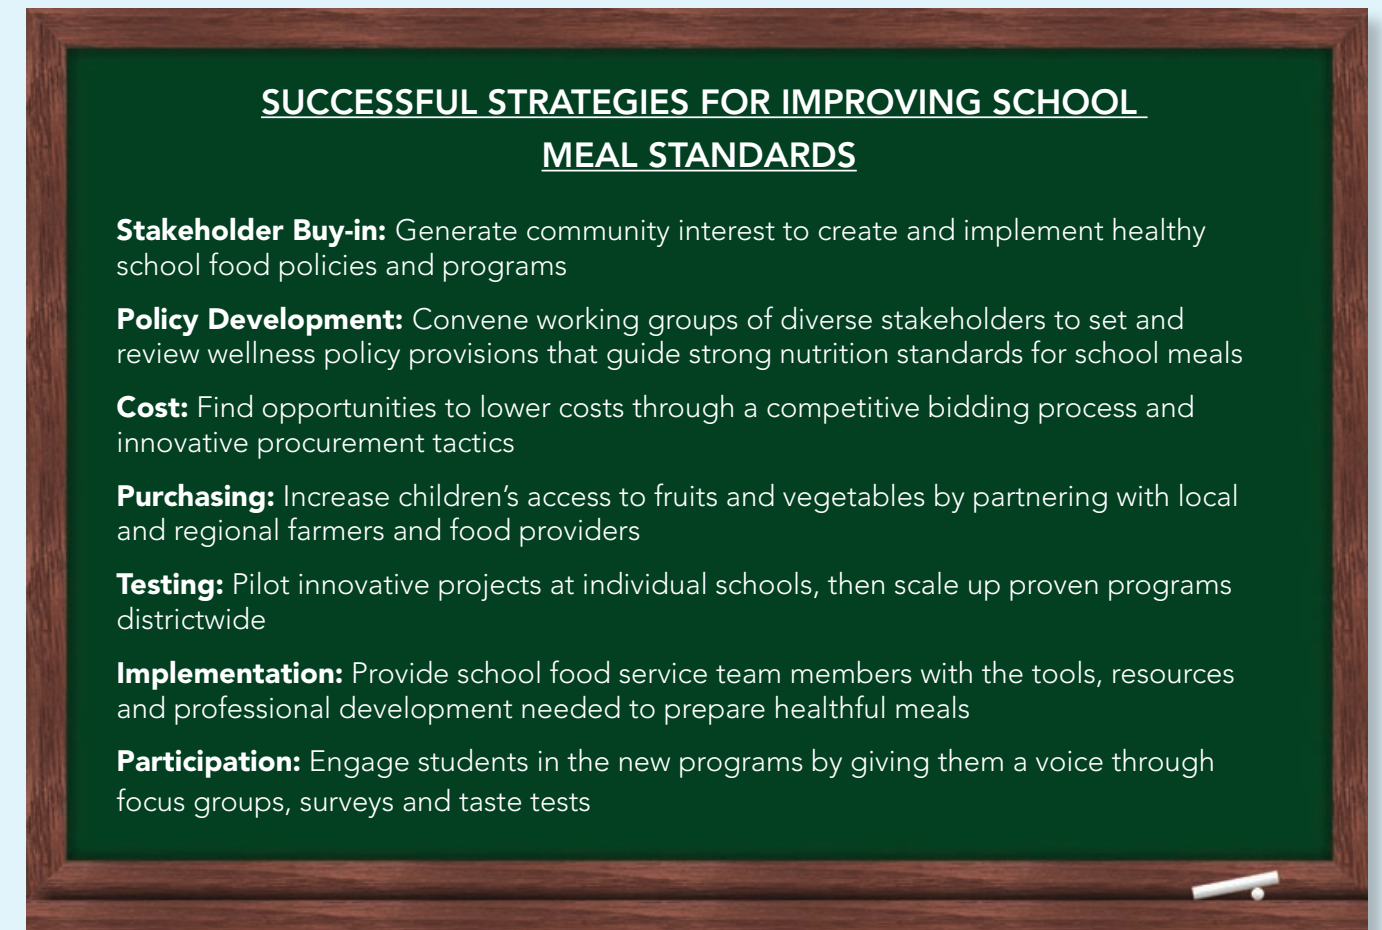 SUCCESSFUL STRATEGIES FOR IMPROVING SCHOOL
MEAL STANDARDS
Stakeholder Buy-in: Generate community interest to create and implement healthy
school food policies and programs
Policy Development: Convene working groups of diverse stakeholders to set and
review wellness policy provisions that guide strong nutrition standards for school meals
Cost: Find opportunities to lower costs through a competitive bidding process and
innovative procurement tactics
Purchasing: Increase children’s access to fruits and vegetables by partnering with local
and regional farmers and food providers
Testing: Pilot innovative projects at individual schools, then scale up proven programs
districtwide
Implementation: Provide school food service team members with the tools, resources
and professional development needed to prepare healthful meals
Participation: Engage students in the new programs by giving them a voice through
focus groups, surveys and taste tests